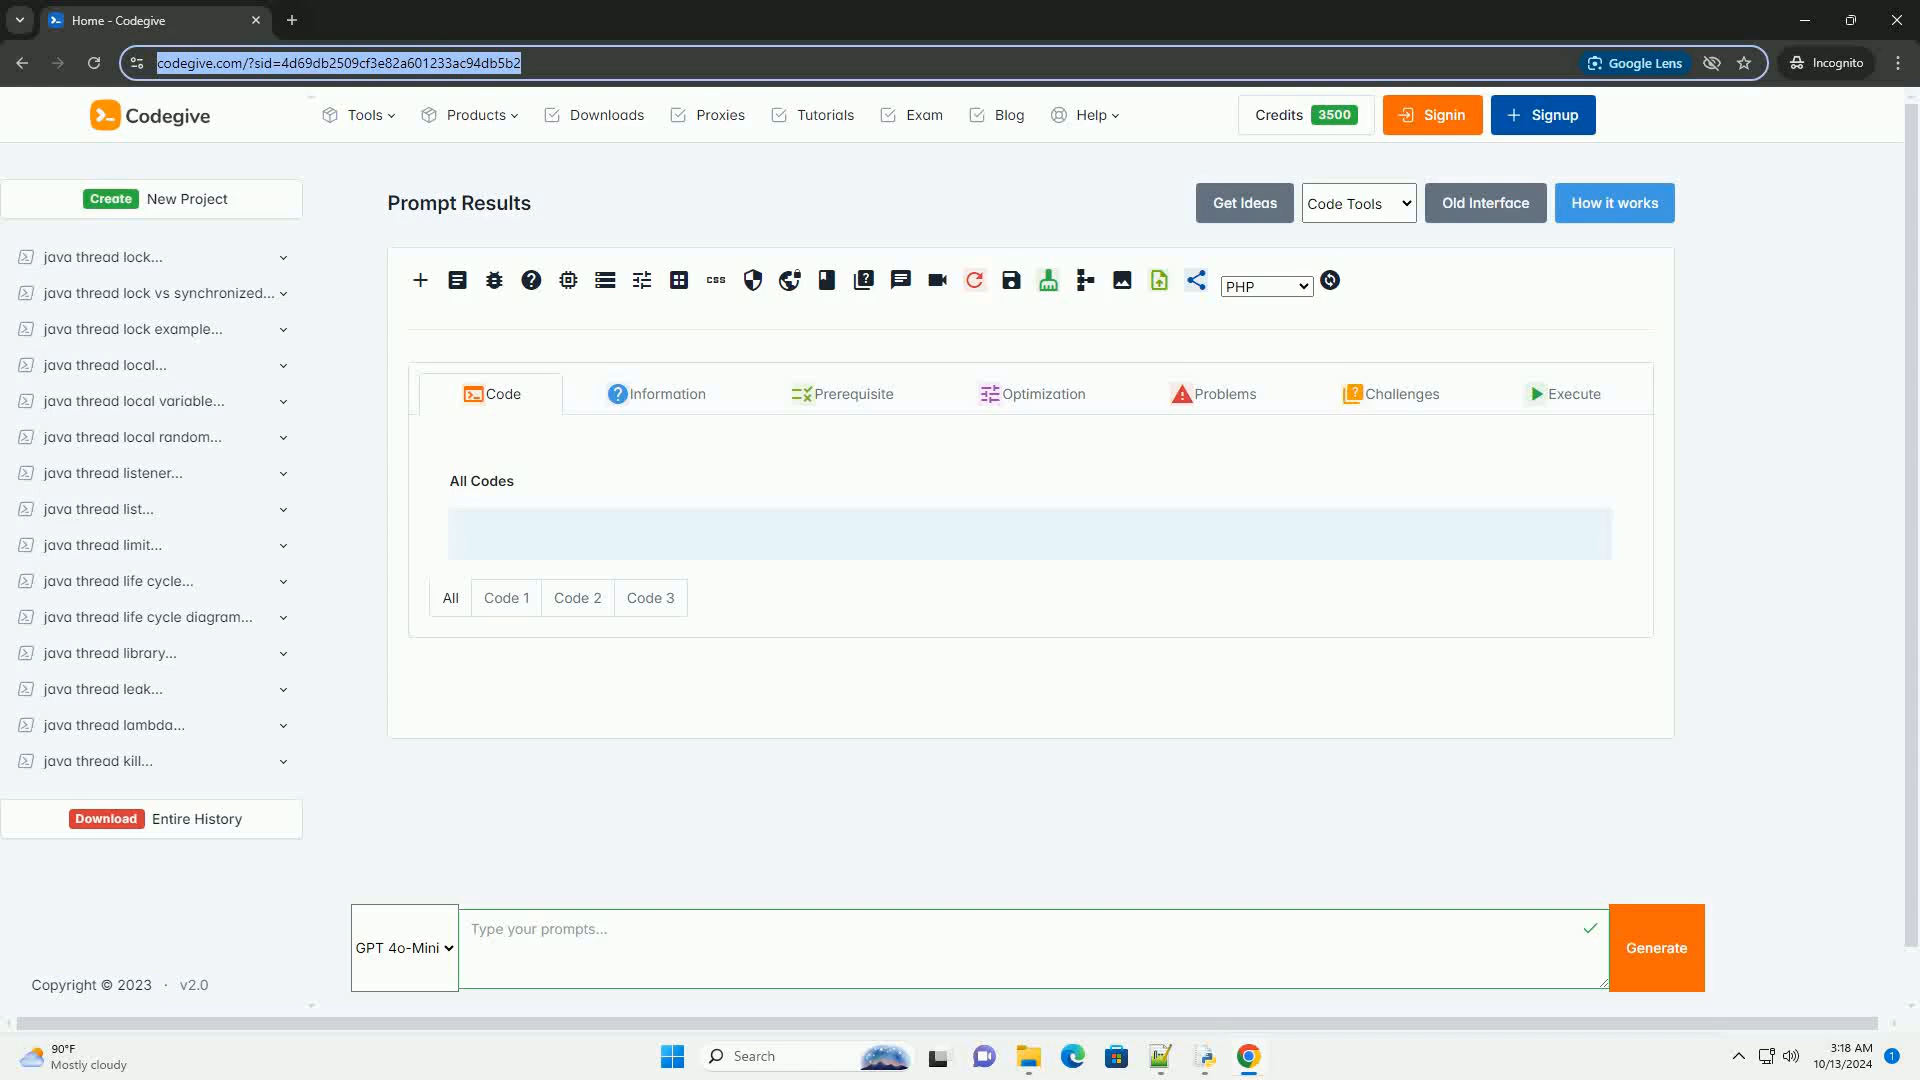 Home - Codegive
codegive.com/?sid=4d69db2509cf3e82a601233ac94db5b2
Google Lens
Incognito
Codegive
Tools
Products
Downloads
Proxies
Tutorials
Exam
Blog
Help
Credits 3500
Signin
Signup
Create New Project
Prompt Results
Get Ideas
Code Tools
Old Interface
How it works
java thread lock...
java thread lock vs synchronized...
java thread lock example...
java thread local...
java thread local variable...
java thread local random...
java thread listener...
java thread list...
java thread limit...
java thread life cycle...
java thread life cycle diagram...
java thread library...
java thread leak...
java thread lambda...
java thread kill...
Download Entire History
Copyright © 2023 · v2.0
css
PHP
Code
Information
Prerequisite
Optimization
Problems
Challenges
Execute
All Codes
All
Code 1
Code 2
Code 3
GPT 4o-Mini
Type your prompts...
Generate
90°F
Mostly cloudy
Search
3:18 AM
10/13/2024
1